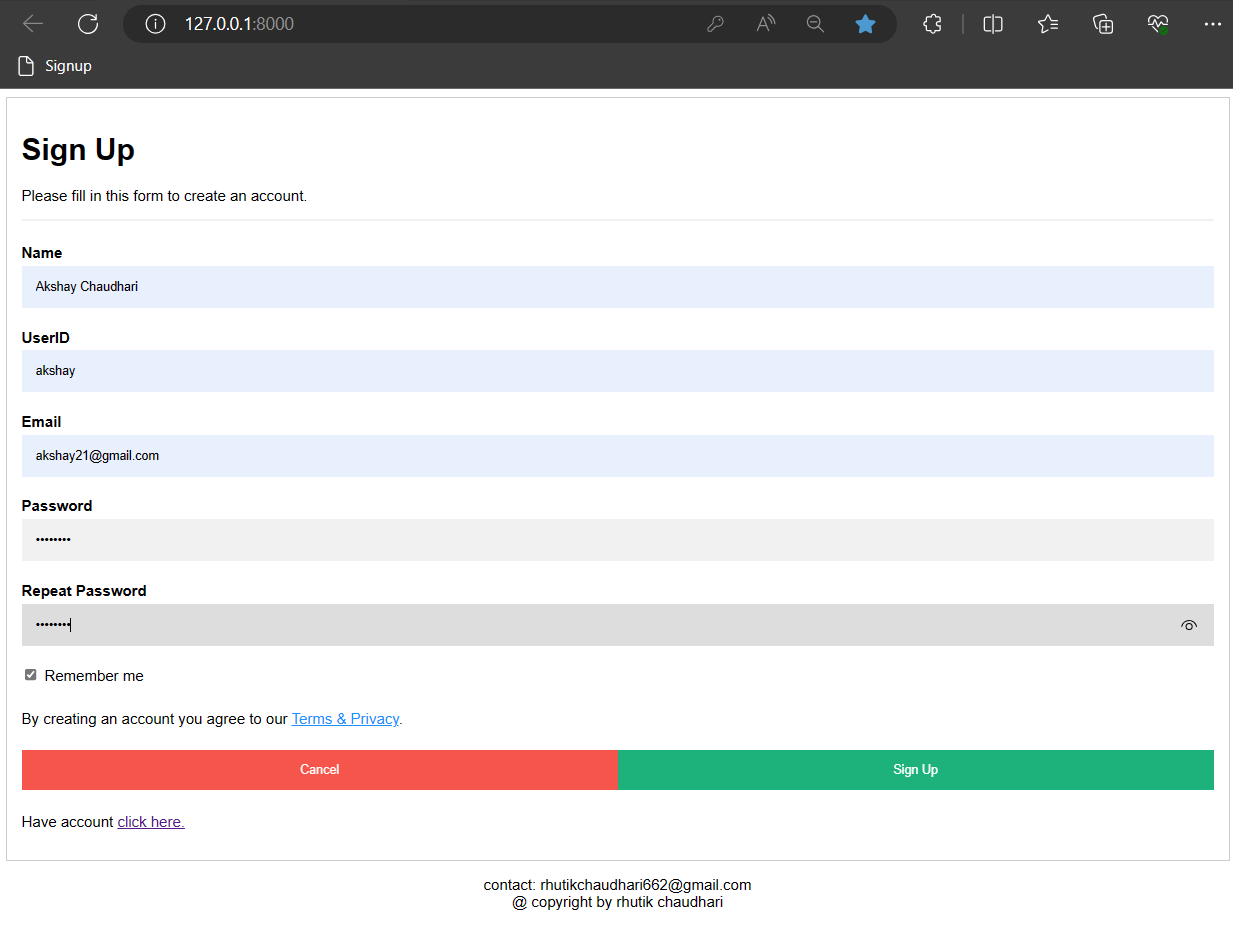 127.0.0.1:8000
Signup
Sign Up
Please fill in this form to create an account.
Name
Akshay Chaudhari
UserID
akshay
Email
akshay21@gmail.com
Password
••••••••
Repeat Password
••••••••
Remember me
By creating an account you agree to our Terms & Privacy.
Cancel Sign Up
Have account click here.
contact: rhutikchaudhari662@gmail.com
@ copyright by rhutik chaudhari